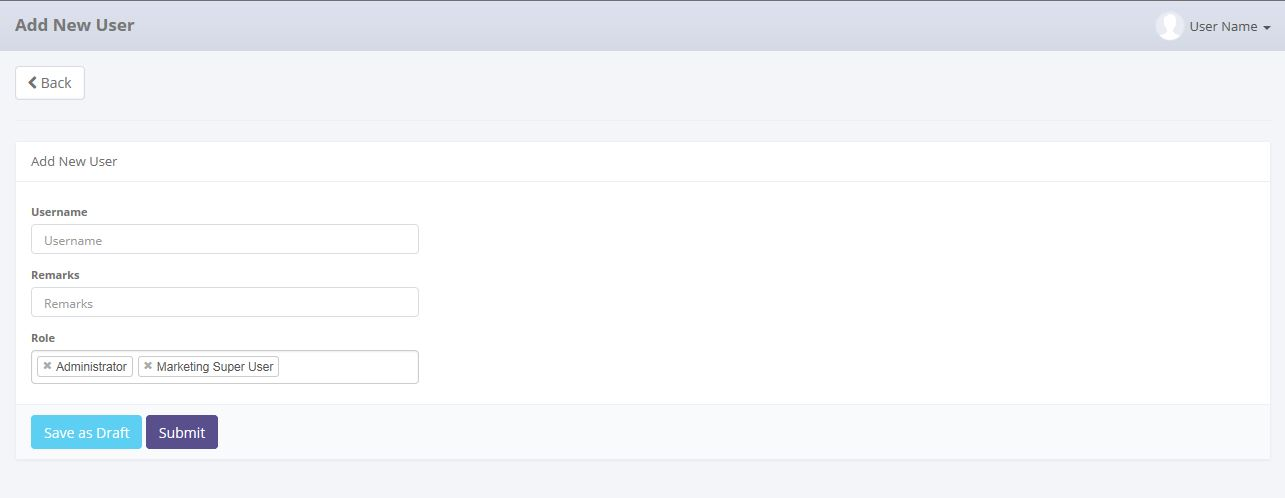 Add New User
User Name
Back
Add New User
Username
Username
Remarks
Remarks
Role
Administrator Marketing Super User
Save as Draft Submit